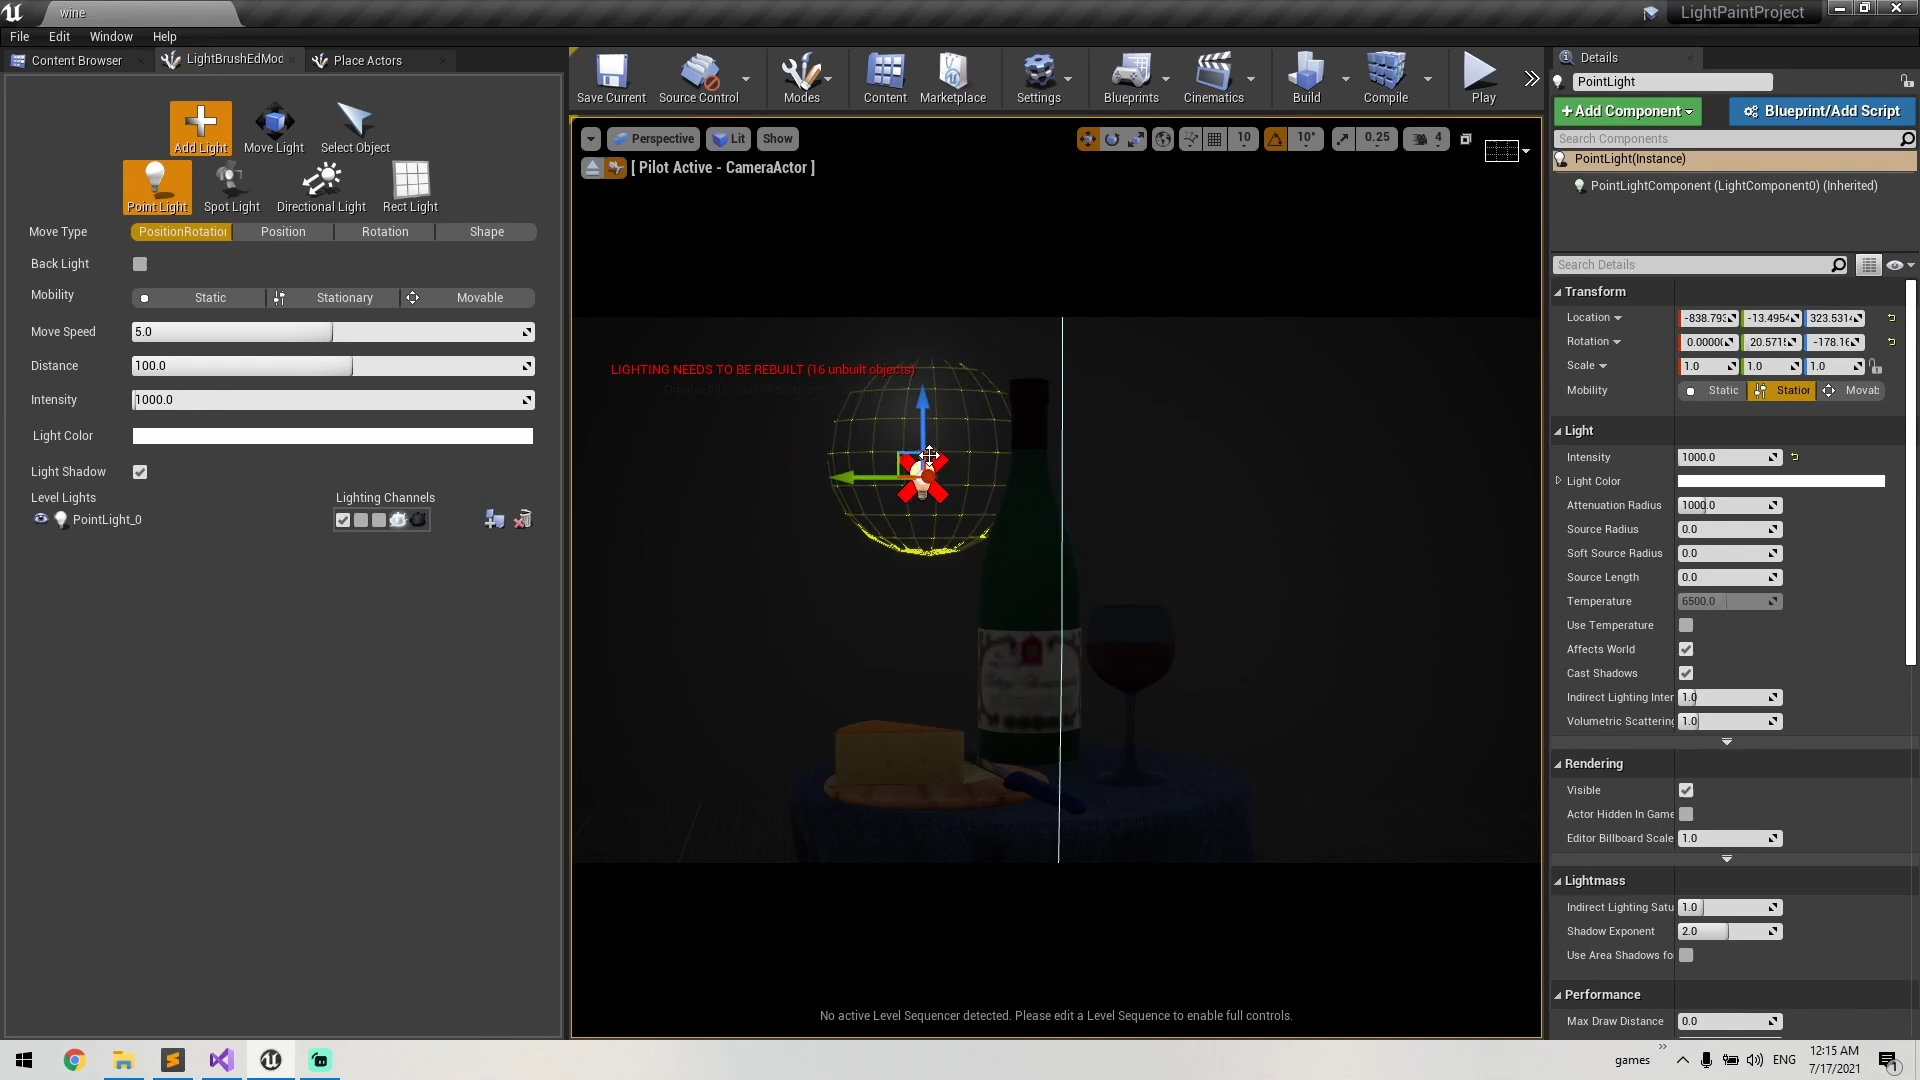 wine
LightPaintProject
File Edit Window Help
Content Browser
LightBrushEdMod
Place Actors
Add Light
Move Light
Select Object
Point Light
Spot Light
Directional Light
Rect Light
Move Type PositionRotation Position Rotation Shape
Back Light
Mobility Static Stationary Movable
Move Speed 5.0
Distance 100.0
Intensity 1000.0
Light Color
Light Shadow
Level Lights Lighting Channels
PointLight_0
Save Current
Source Control
Modes
Content
Marketplace
Settings
Blueprints
Cinematics
Build
Compile
Play
Perspective Lit Show 10 10° 0.25 4
[ Pilot Active - CameraActor ]
LIGHTING NEEDS TO BE REBUILT (16 unbuilt objects)
No active Level Sequencer detected. Please edit a Level Sequence to enable full controls.
Details
PointLight
+Add Component
Blueprint/Add Script
Search Components
PointLight(Instance)
PointLightComponent (LightComponent0) (Inherited)
Search Details
Transform
Location -838.793 -13.4954 323.5314
Rotation 0.0000 20.5715 -178.16
Scale 1.0 1.0 1.0
Mobility Static Station Movab
Light
Intensity 1000.0
Light Color
Attenuation Radius 1000.0
Source Radius 0.0
Soft Source Radius 0.0
Source Length 0.0
Temperature 6500.0
Use Temperature
Affects World
Cast Shadows
Indirect Lighting Inter 1.0
Volumetric Scattering 1.0
Rendering
Visible
Actor Hidden In Game
Editor Billboard Scale 1.0
Lightmass
Indirect Lighting Satu 1.0
Shadow Exponent 2.0
Use Area Shadows fo
Performance
Max Draw Distance 0.0
games
ENG
12:15 AM
7/17/2021
1